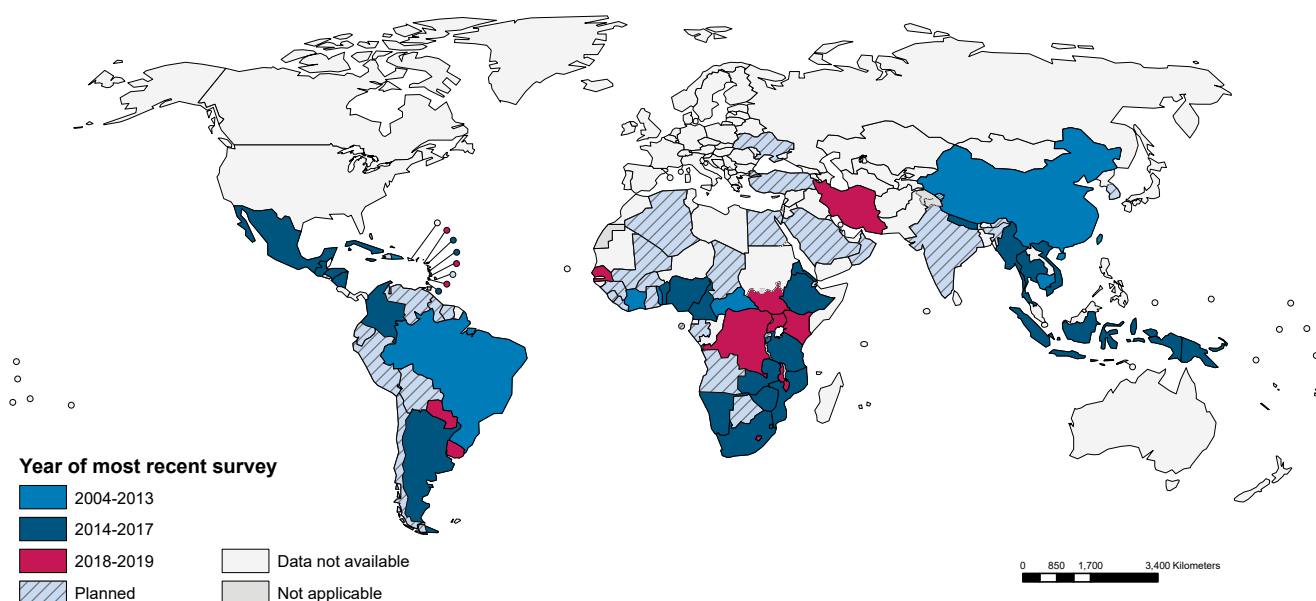 Year of most recent survey
2004-2013
2014-2017
2018-2019
Planned
Data not available
Not applicable
0 850 1,700 3,400 Kilometers